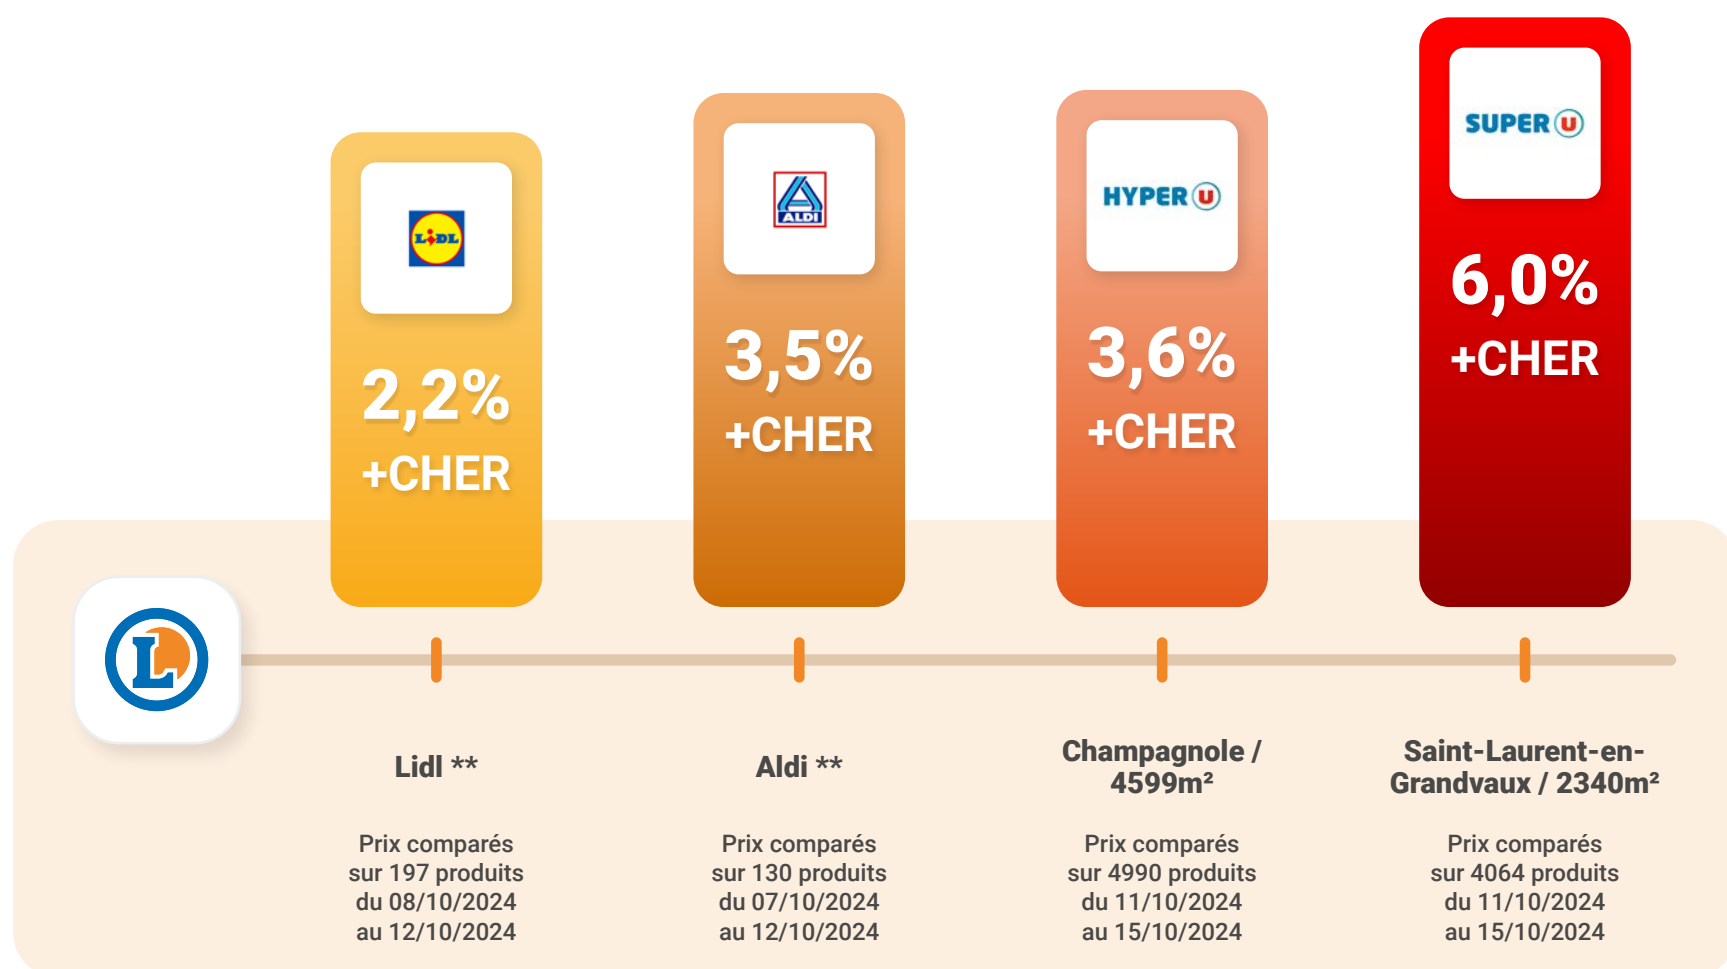 LIDL
2,2%
+CHER
ALDI
3,5%
+CHER
HYPER U
3,6%
+CHER
SUPER U
6,0%
+CHER
L
Lidl **
Prix comparés
sur 197 produits
du 08/10/2024
au 12/10/2024
Aldi **
Prix comparés
sur 130 produits
du 07/10/2024
au 12/10/2024
Champagnole /
4599m²
Prix comparés
sur 4990 produits
du 11/10/2024
au 15/10/2024
Saint-Laurent-en-
Grandvaux / 2340m²
Prix comparés
sur 4064 produits
du 11/10/2024
au 15/10/2024